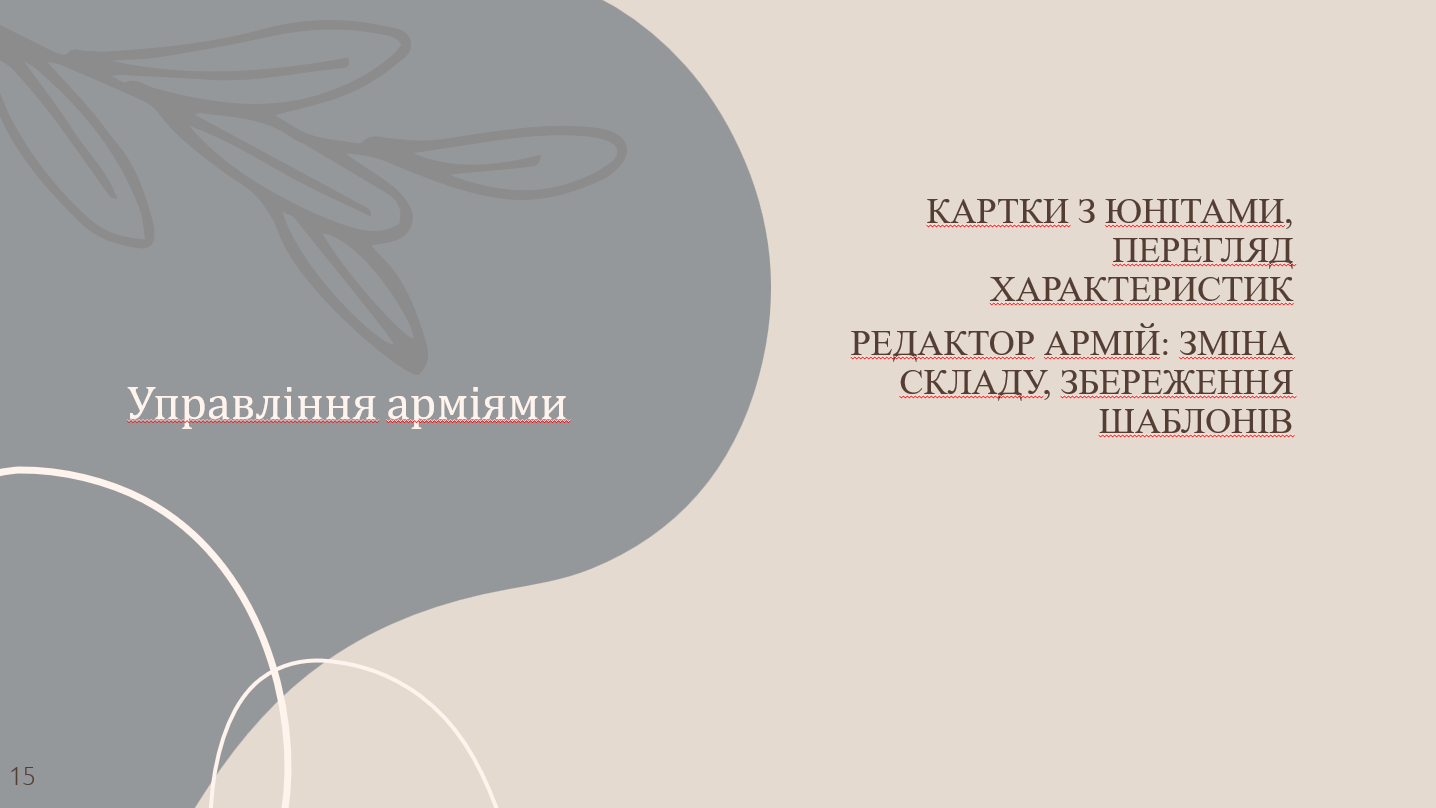 Управління арміями
КАРТКИ З ЮНІТАМИ,
ПЕРЕГЛЯД
ХАРАКТЕРИСТИК
РЕДАКТОР АРМІЙ: ЗМІНА
СКЛАДУ, ЗБЕРЕЖЕННЯ
ШАБЛОНІВ
15